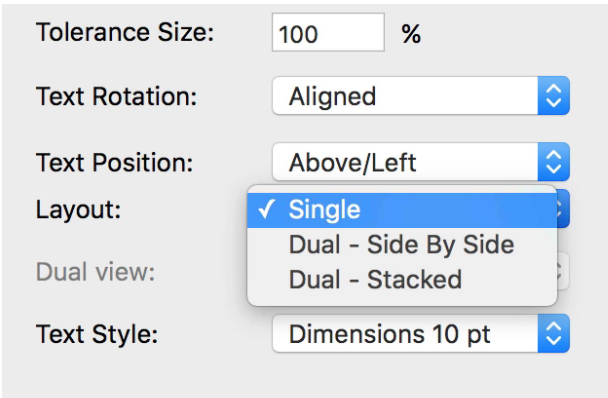 Tolerance Size: 100 %
Text Rotation: Aligned
Text Position: Above/Left
Layout: ✓ Single
Dual - Side By Side
Dual view:
Dual - Stacked
Text Style: Dimensions 10 pt